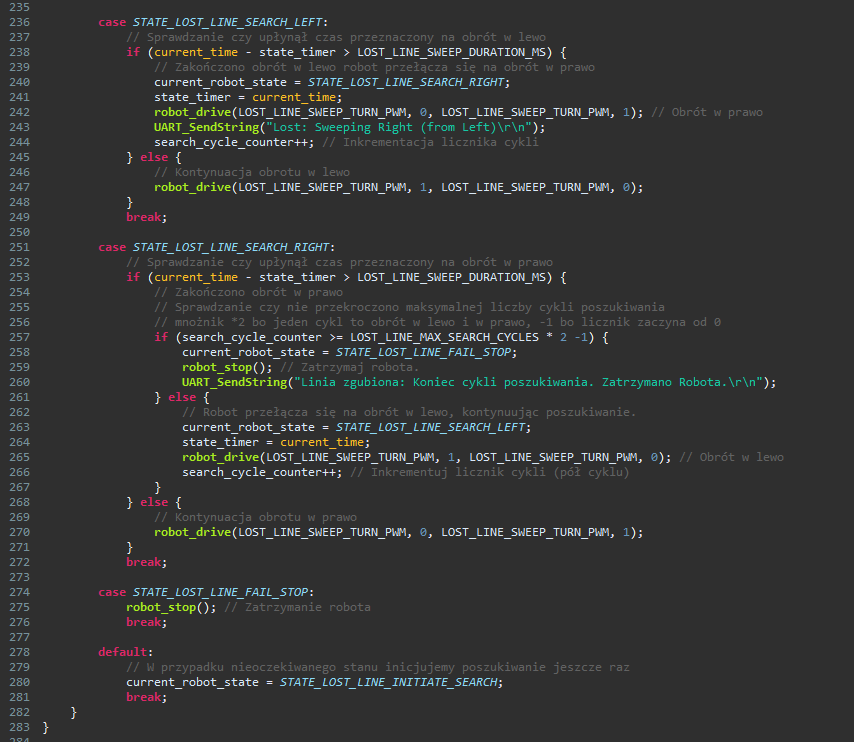 235
236 case STATE_LOST_LINE_SEARCH_LEFT:
237 // Sprawdzanie czy upłynął czas przeznaczony na obrót w lewo
238 if (current_time - state_timer > LOST_LINE_SWEEP_DURATION_MS) {
239 // Zakończono obrót w lewo robot przełącza się na obrót w prawo
240 current_robot_state = STATE_LOST_LINE_SEARCH_RIGHT;
241 state_timer = current_time;
242 robot_drive(LOST_LINE_SWEEP_TURN_PWM, 0, LOST_LINE_SWEEP_TURN_PWM, 1); // Obrót w prawo
243 UART_SendString("Lost: Sweeping Right (from Left)\r\n");
244 search_cycle_counter++; // Inkrementacja licznika cykli
245 } else {
246 // Kontynuacja obrotu w lewo
247 robot_drive(LOST_LINE_SWEEP_TURN_PWM, 1, LOST_LINE_SWEEP_TURN_PWM, 0);
248 }
249 break;
250
251 case STATE_LOST_LINE_SEARCH_RIGHT:
252 // Sprawdzanie czy upłynął czas przeznaczony na obrót w prawo
253 if (current_time - state_timer > LOST_LINE_SWEEP_DURATION_MS) {
254 // Zakończono obrót w prawo
255 // Sprawdzanie czy nie przekroczono maksymalnej liczby cykli poszukiwania
256 // mnożnik *2 bo jeden cykl to obrót w lewo i w prawo, -1 bo licznik zaczyna od 0
257 if (search_cycle_counter >= LOST_LINE_MAX_SEARCH_CYCLES * 2 -1) {
258 current_robot_state = STATE_LOST_LINE_FAIL_STOP;
259 robot_stop(); // Zatrzymaj robota.
260 UART_SendString("Linia zgubiona: Koniec cykli poszukiwania. Zatrzymano Robota.\r\n");
261 } else {
262 // Robot przełącza się na obrót w lewo, kontynuując poszukiwanie.
263 current_robot_state = STATE_LOST_LINE_SEARCH_LEFT;
264 state_timer = current_time;
265 robot_drive(LOST_LINE_SWEEP_TURN_PWM, 1, LOST_LINE_SWEEP_TURN_PWM, 0); // Obrót w lewo
266 search_cycle_counter++; // Inkrementuj licznik cykli (pół cyklu)
267 }
268 } else {
269 // Kontynuacja obrotu w prawo
270 robot_drive(LOST_LINE_SWEEP_TURN_PWM, 0, LOST_LINE_SWEEP_TURN_PWM, 1);
271 }
272 break;
273
274 case STATE_LOST_LINE_FAIL_STOP:
275 robot_stop(); // Zatrzymanie robota
276 break;
277
278 default:
279 // W przypadku nieoczekiwanego stanu inicjujemy poszukiwanie jeszcze raz
280 current_robot_state = STATE_LOST_LINE_INITIATE_SEARCH;
281 break;
282 }
283 }
284